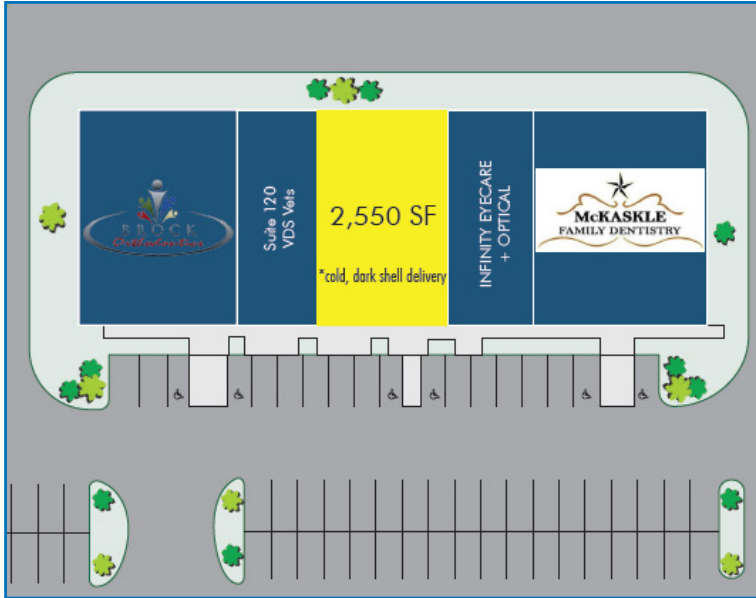 BROCK
Orthodontics
Suite 120
VDS Vets
2,550 SF
*cold, dark shell delivery
INFINITY EYECARE
+ OPTICAL
McKASKLE
FAMILY DENTISTRY